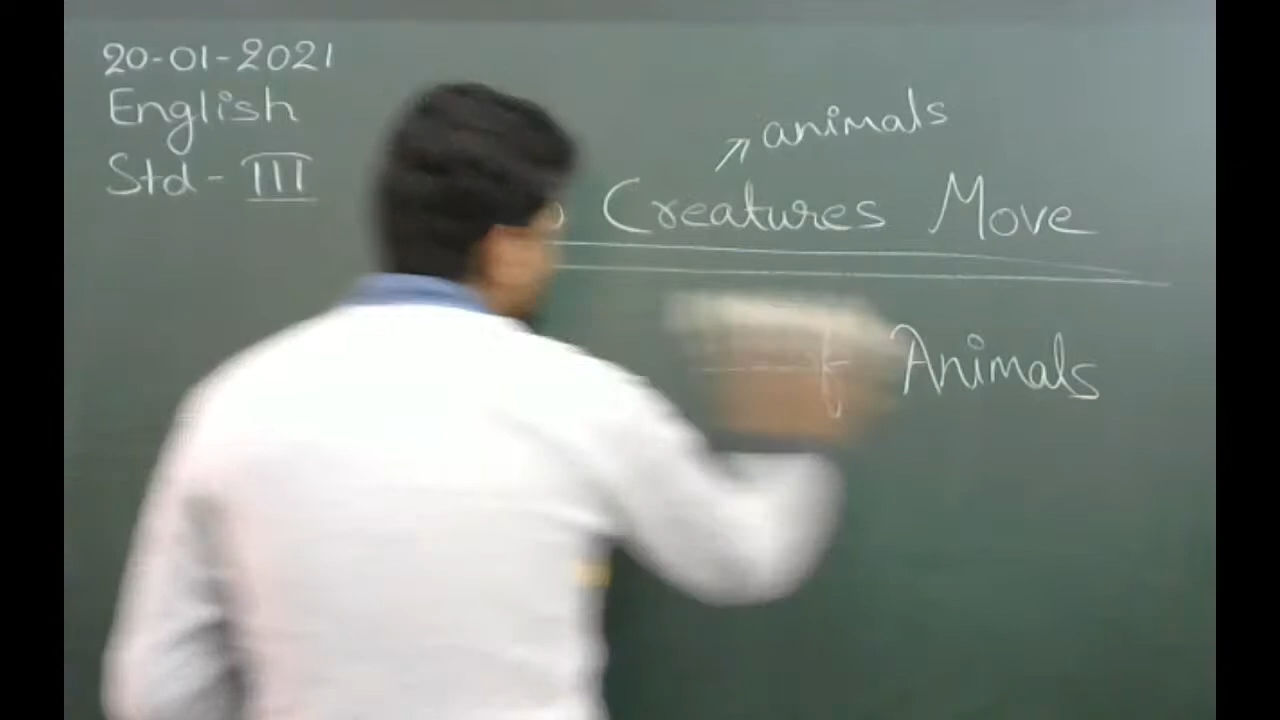 20-01-2021
English
Std - III
animals
Creatures Move
Animals